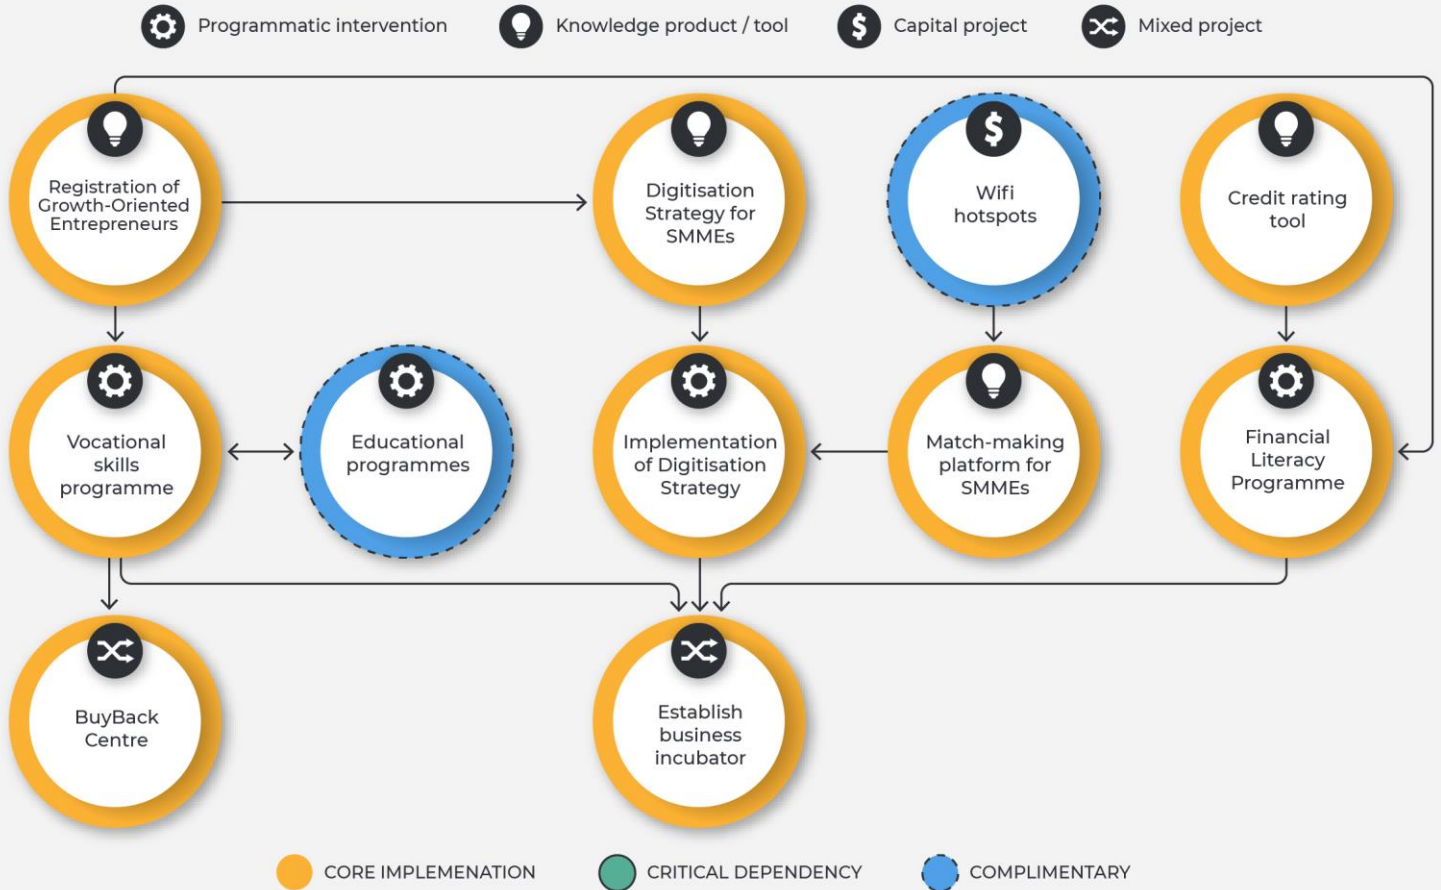 Programmatic intervention
Knowledge product / tool
Capital project
Mixed project
Registration of
Growth-Oriented
Entrepreneurs
Digitisation
Strategy for
SMMEs
Wifi
hotspots
Credit rating
tool
Vocational
skills
programme
Educational
programmes
Implementation
of Digitisation
Strategy
Match-making
platform for
SMMEs
Financial
Literacy
Programme
BuyBack
Centre
Establish
business
incubator
CORE IMPLEMENATION
CRITICAL DEPENDENCY
COMPLIMENTARY